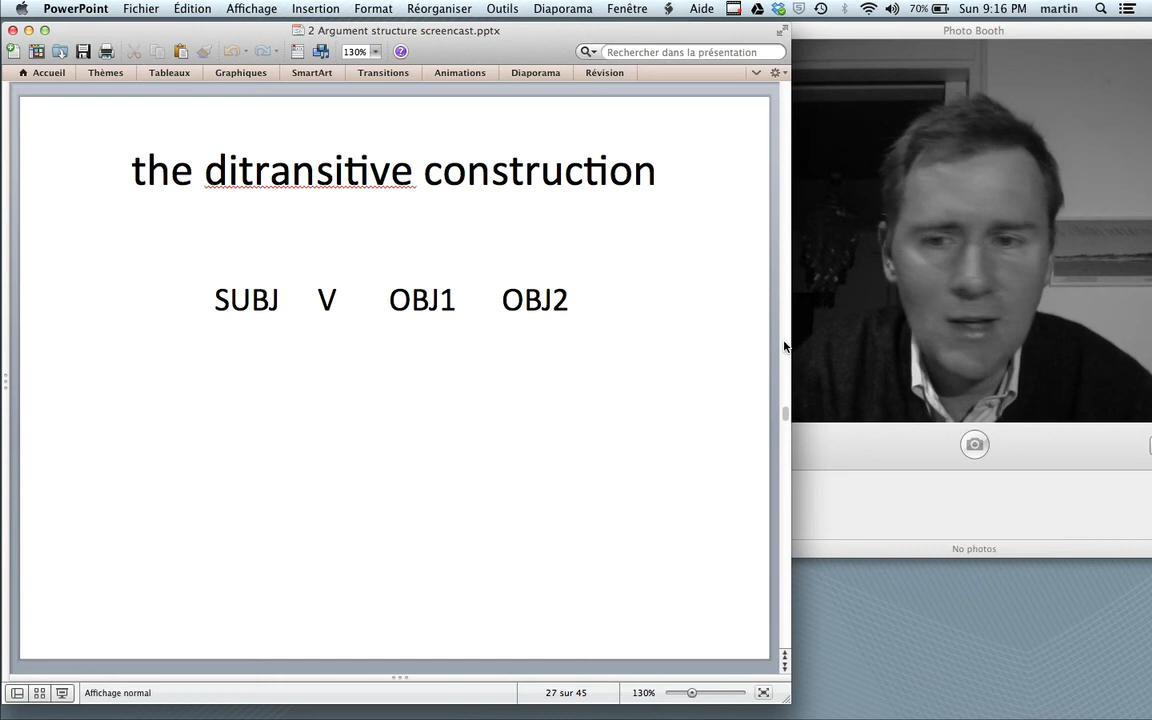 PowerPoint Fichier Édition Affichage Insertion Format Réorganiser Outils Diaporama Fenêtre Aide 70% Sun 9:16 PM martin
2 Argument structure screencast.pptx
Photo Booth
130% Rechercher dans la présentation
Accueil Thèmes Tableaux Graphiques SmartArt Transitions Animations Diaporama Révision
the ditransitive construction
SUBJ V OBJ1 OBJ2
No photos
Affichage normal 27 sur 45 130%